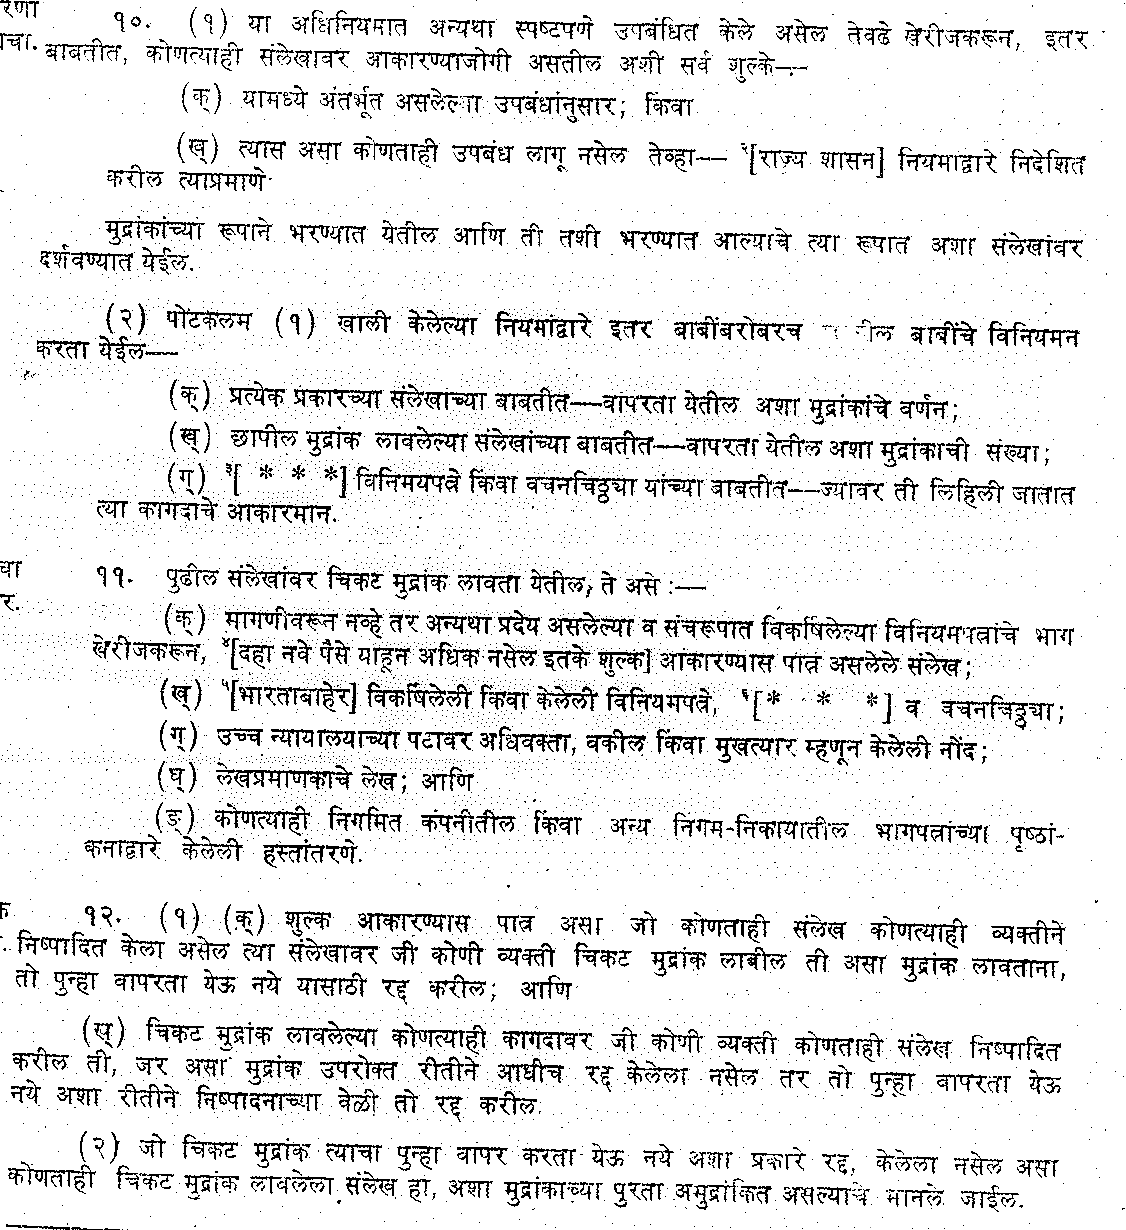 रणा
१०. (१) या अधिनियमात अन्यथा स्पष्टपणे उपबंधित केले असेल तेवढे खेरीजकरून, इतर
चा. बाबतीत, कोणत्याही संलेखावर आकारण्याजोगी असतील अशी सर्व शुल्के—
(क्) यामध्ये अंतर्भूत असलेल्या उपबंधांनुसार; किंवा
(ख्) त्यास असा कोणताही उपबंध लागू नसेल तेव्हा— [राज्य शासन] नियमाद्वारे निदेशित
करील त्याप्रमाणे
मुद्रांकांच्या रूपाने भरण्यात येतील आणि ती तशी भरण्यात आल्याचे त्या रूपात अशा संलेखांवर
दर्शवण्यात येईल.
(२) पोटकलम (१) खाली केलेल्या नियमांद्वारे इतर बाबींबरोबरच ील बाबींचे विनियमन
करता येईल—
(क्) प्रत्येक प्रकारच्या संलेखाच्या बाबतीत—वापरता येतील अशा मुद्रांकांचे वर्णन;
(ख्) छापील मुद्रांक लावलेल्या संलेखांच्या बाबतीत—वापरता येतील अशा मुद्रांकाची संख्या;
(ग्) [ * * *] विनिमयपत्रे किंवा वचनचिठ्ठ्या यांच्या बाबतीत—ज्यावर ती लिहिली जातात
त्या कागदाचे आकारमान.
चा ११. पुढील संलेखांवर चिकट मुद्रांक लावता येतील, ते असे :—
र.
(क्) मागणीवरून नव्हे तर अन्यथा प्रदेय असलेल्या व संचरूपात विकर्षिलेल्या विनियमपत्रांचे भाग
खेरीजकरून, [दहा नवे पैसे याहून अधिक नसेल इतके शुल्क] आकारण्यास पात्र असलेले संलेख;
(ख्) [भारताबाहेर] विकर्षिलेली किंवा केलेली विनियमपत्रे, [* * *] व वचनचिठ्ठ्या;
(ग्) उच्च न्यायालयाच्या पटावर अधिवक्ता, वकील किंवा मुखत्यार म्हणून केलेली नोंद;
(घ्) लेखप्रमाणकाचे लेख; आणि
(ङ्) कोणत्याही निगमित कंपनीतील किंवा अन्य निगम-निकायातील भागपत्रांच्या पृष्ठां-
कनाद्वारे केलेली हस्तांतरणे.
क १२. (१) (क्) शुल्क आकारण्यास पात्र असा जो कोणताही संलेख कोणत्याही व्यक्तीने
. निष्पादित केला असेल त्या संलेखावर जी कोणी व्यक्ती चिकट मुद्रांक लावील ती असा मुद्रांक लावताना,
तो पुन्हा वापरता येऊ नये यासाठी रद्द करील; आणि
(ख्) चिकट मुद्रांक लावलेल्या कोणत्याही कागदावर जी कोणी व्यक्ती कोणताही संलेख निष्पादित
करील ती, जर असा मुद्रांक उपरोक्त रीतीने आधीच रद्द केलेला नसेल तर तो पुन्हा वापरता येऊ
नये अशा रीतीने निष्पादनाच्या वेळी तो रद्द करील.
(२) जो चिकट मुद्रांक त्याचा पुन्हा वापर करता येऊ नये अशा प्रकारे रद्द, केलेला नसेल असा
कोणताही चिकट मुद्रांक लावलेला संलेख हा, अशा मुद्रांकाच्या पुरता अमुद्रांकित असल्याचे मानले जाईल.